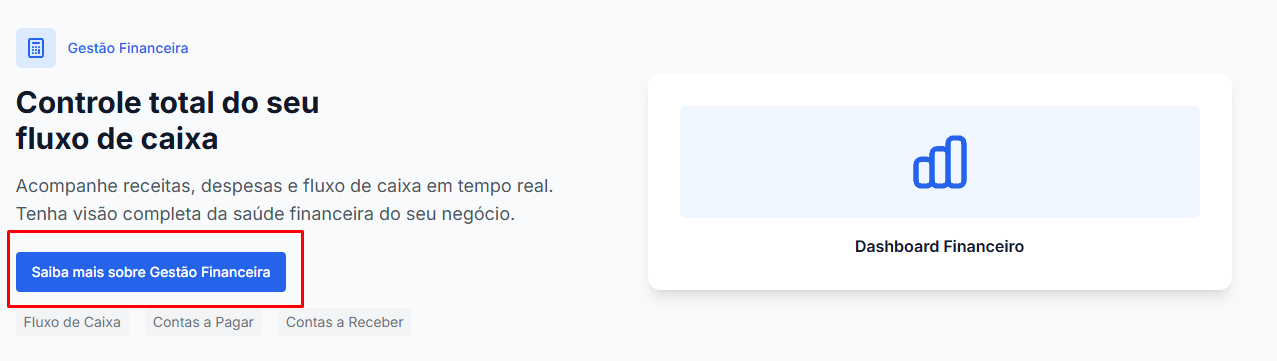 Gestão Financeira
Controle total do seu
fluxo de caixa
Acompanhe receitas, despesas e fluxo de caixa em tempo real.
Tenha visão completa da saúde financeira do seu negócio.
Saiba mais sobre Gestão Financeira
Fluxo de Caixa
Contas a Pagar
Contas a Receber
Dashboard Financeiro